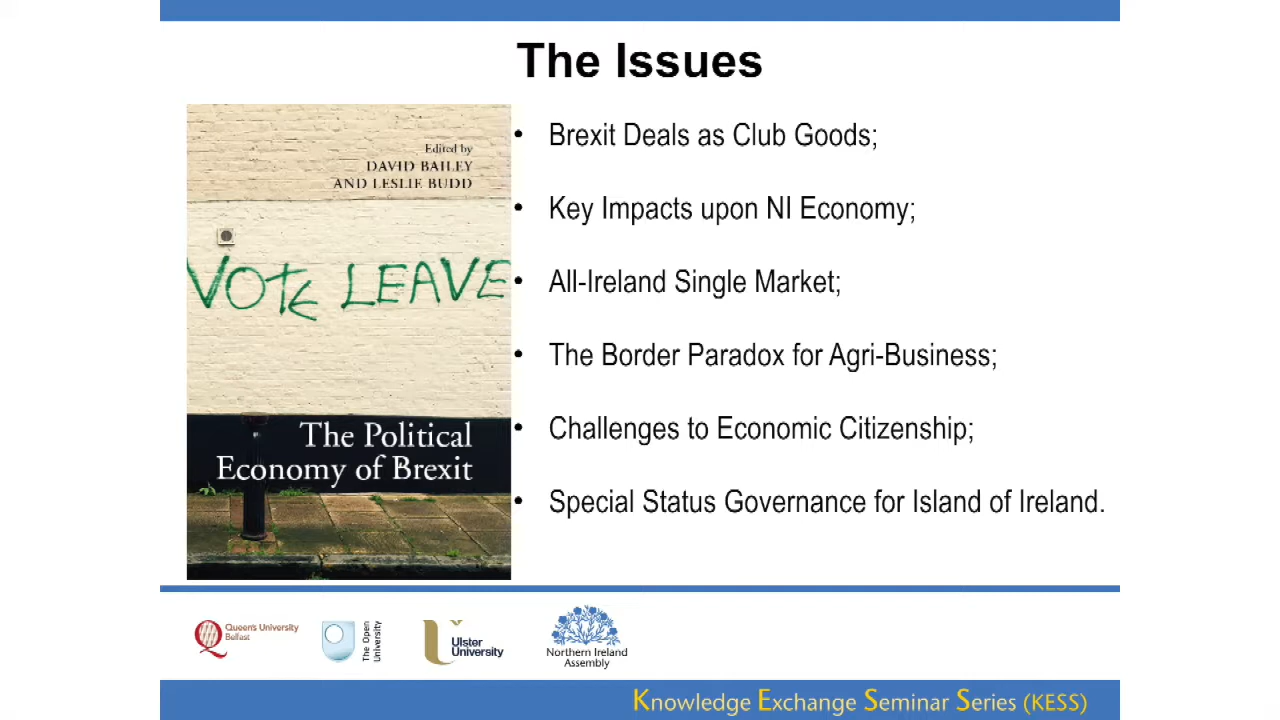 The Issues
Edited by
DAVID BAILEY
AND LESLIE BUDD
VOTE LEAVE
The Political
Economy of Brexit
• Brexit Deals as Club Goods;
• Key Impacts upon NI Economy;
• All-Ireland Single Market;
• The Border Paradox for Agri-Business;
• Challenges to Economic Citizenship;
• Special Status Governance for Island of Ireland.
Queen's University
Belfast
The Open
University
Ulster
University
Northern Ireland
Assembly
Knowledge Exchange Seminar Series (KESS)